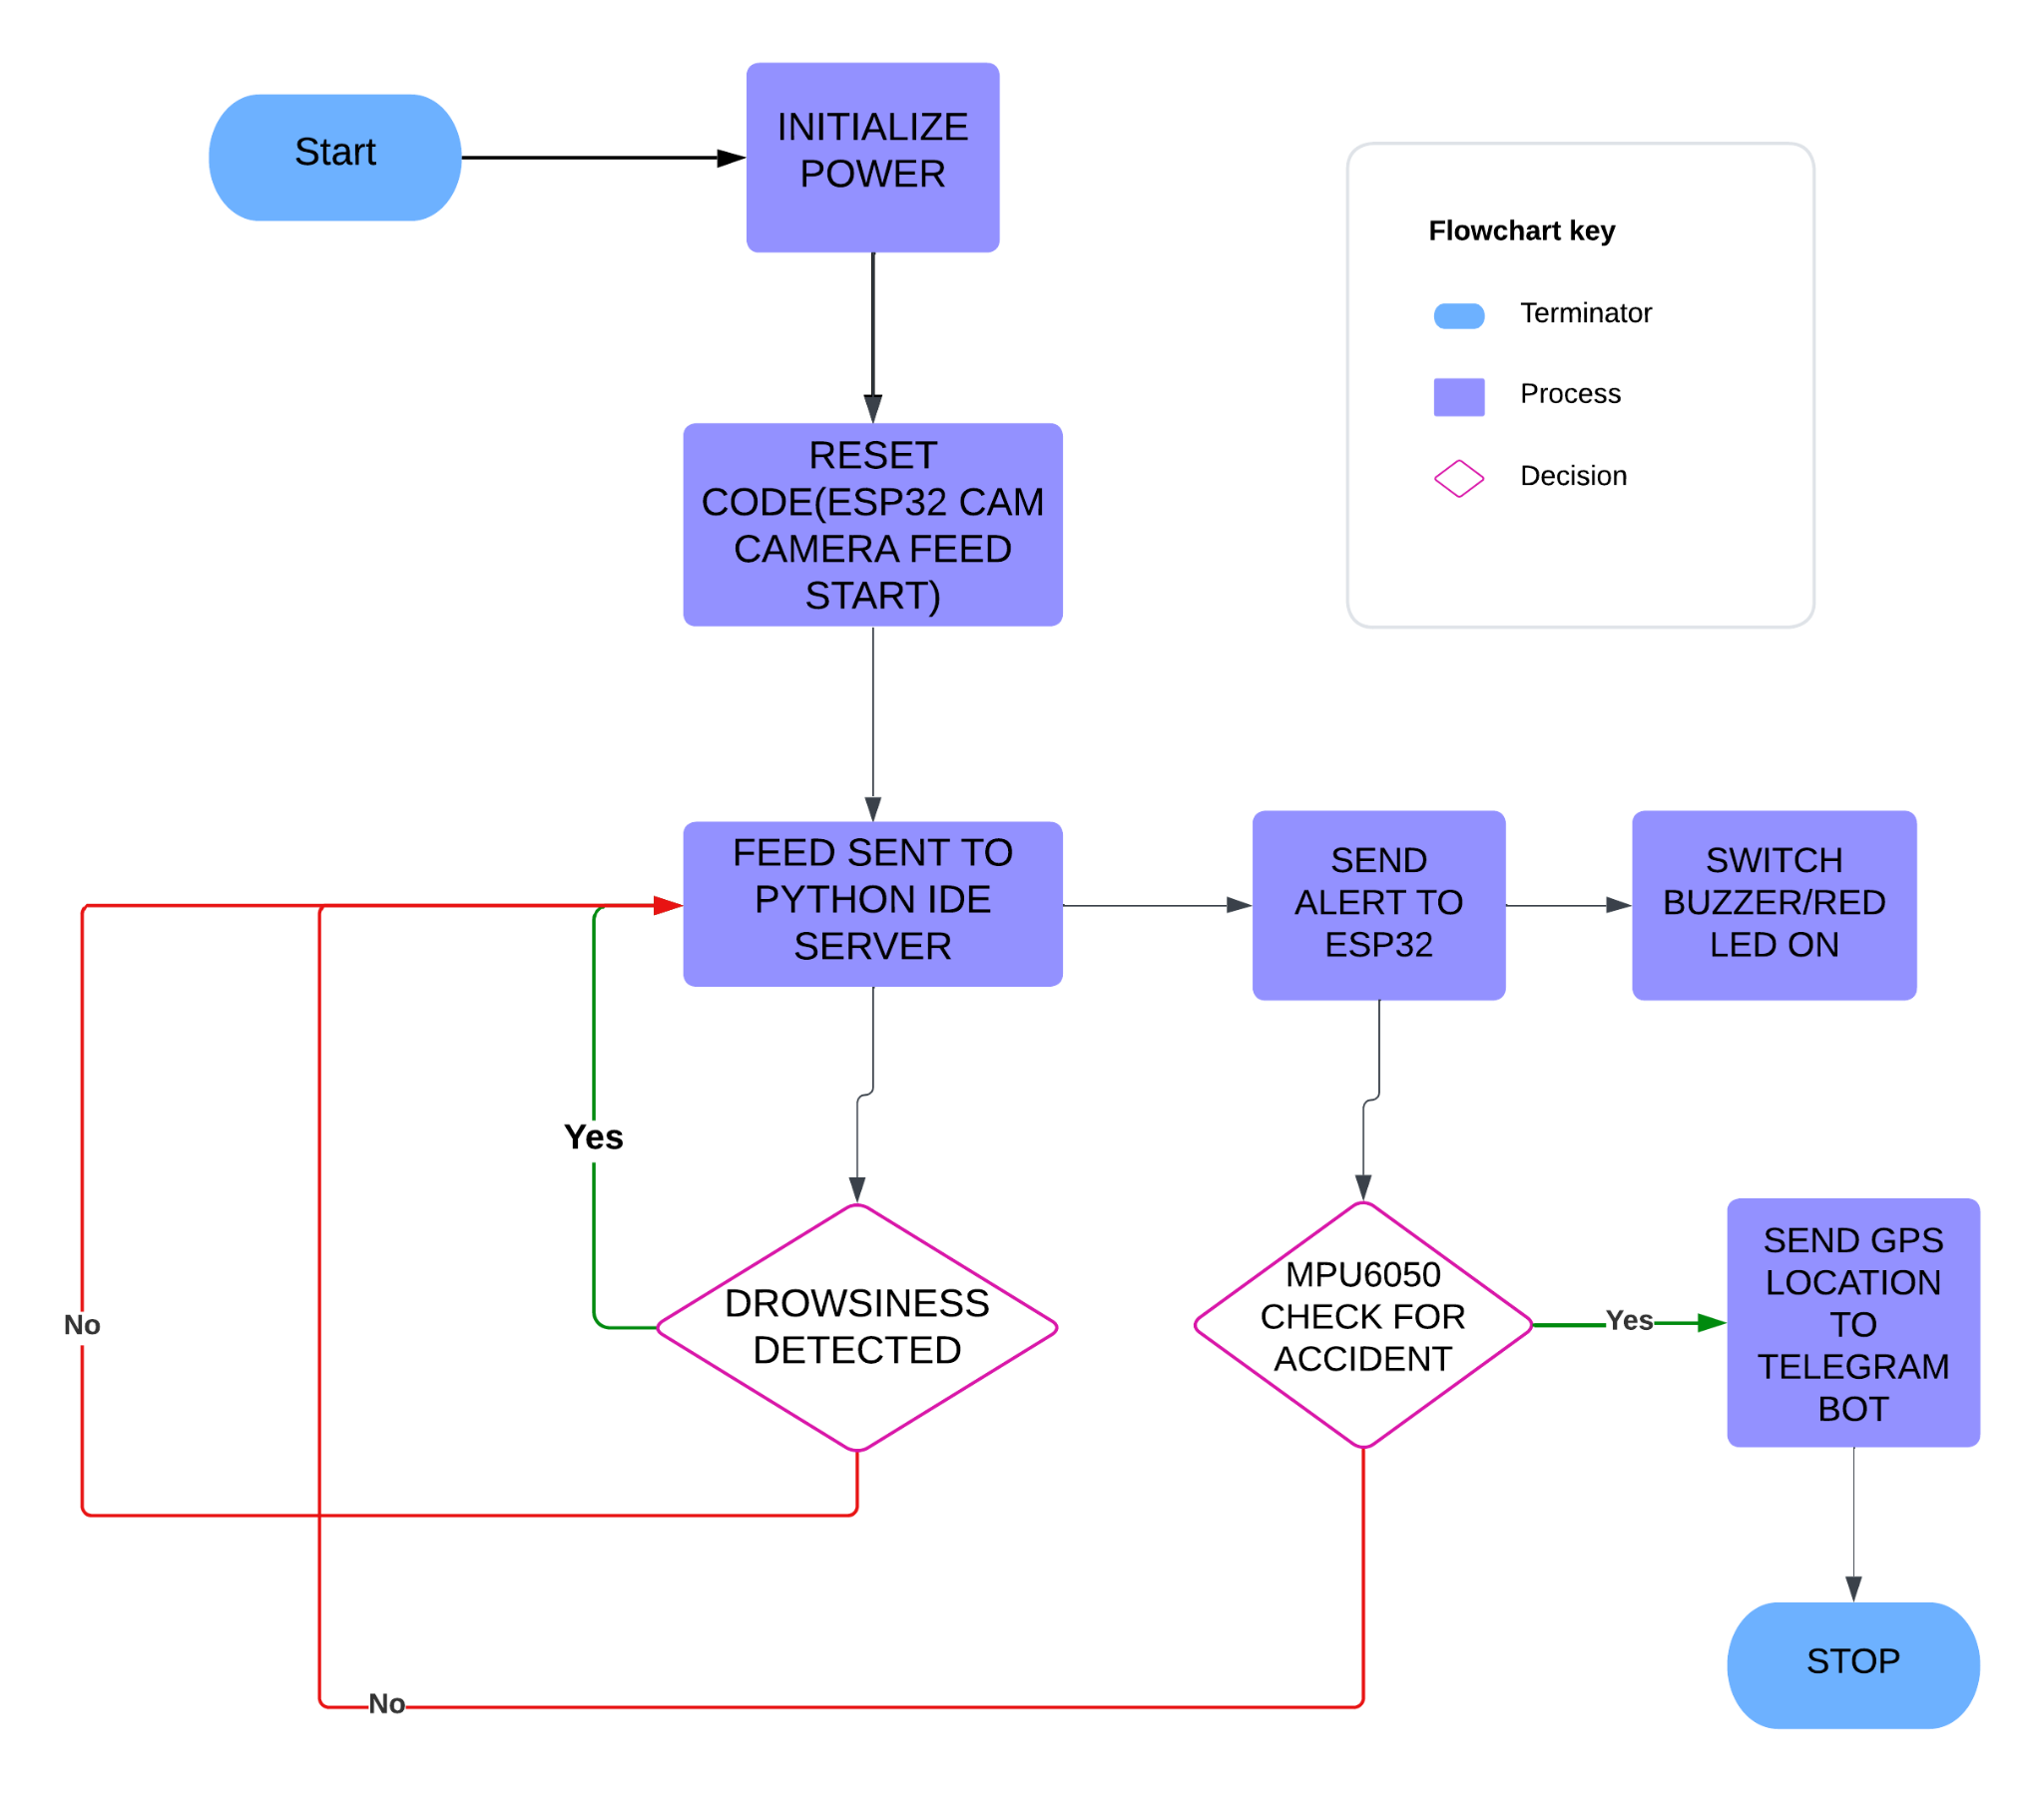 Start
INITIALIZE
POWER
Flowchart key
Terminator
Process
Decision
RESET
CODE(ESP32 CAM
CAMERA FEED
START)
FEED SENT TO
PYTHON IDE
SERVER
SEND
ALERT TO
ESP32
SWITCH
BUZZER/RED
LED ON
Yes
No
DROWSINESS
DETECTED
MPU6050
CHECK FOR
ACCIDENT
Yes
SEND GPS
LOCATION
TO
TELEGRAM
BOT
STOP
No